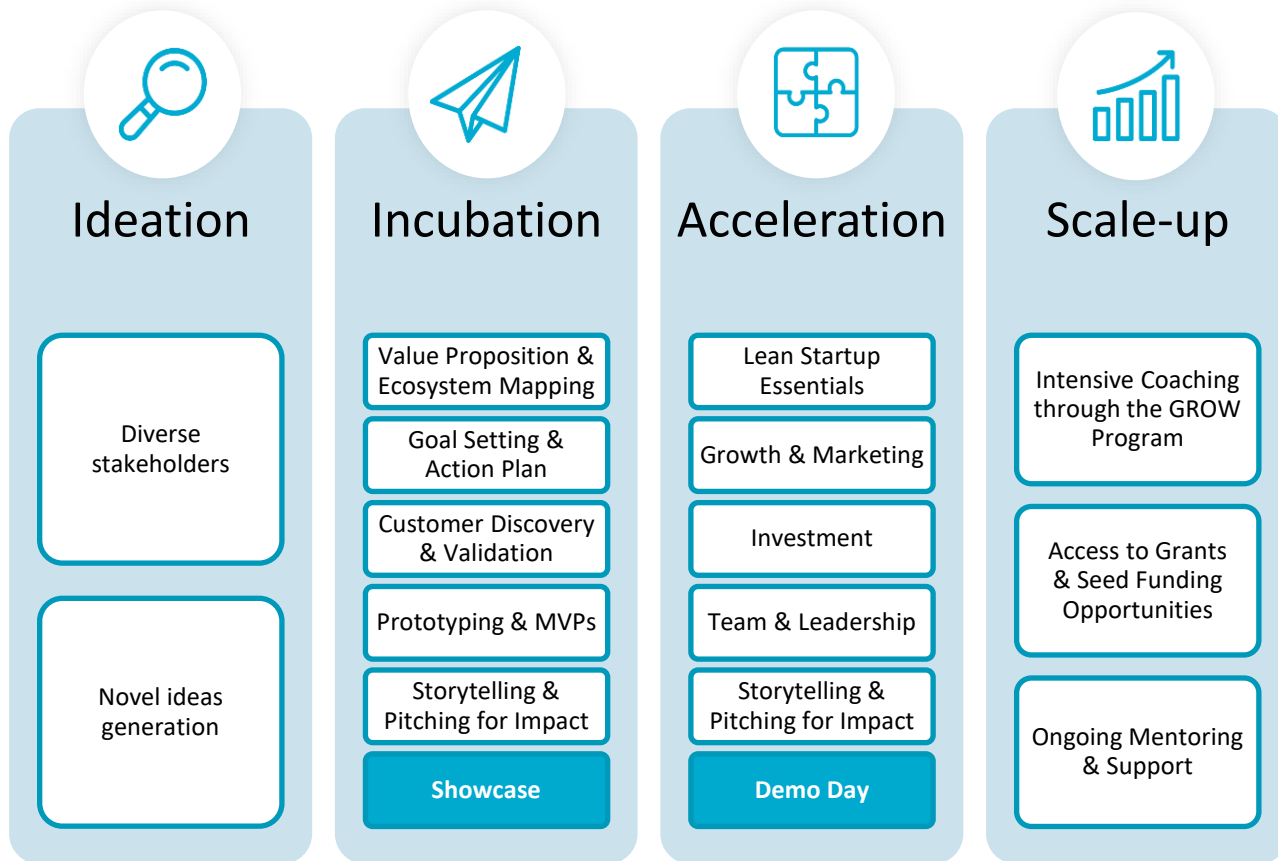 Ideation
Diverse
stakeholders
Novel ideas
generation
Incubation
Value Proposition &
Ecosystem Mapping
Goal Setting &
Action Plan
Customer Discovery
& Validation
Prototyping & MVPs
Storytelling &
Pitching for Impact
Showcase
Acceleration
Lean Startup
Essentials
Growth & Marketing
Investment
Team & Leadership
Storytelling &
Pitching for Impact
Demo Day
Scale-up
Intensive Coaching
through the GROW
Program
Access to Grants
& Seed Funding
Opportunities
Ongoing Mentoring
& Support